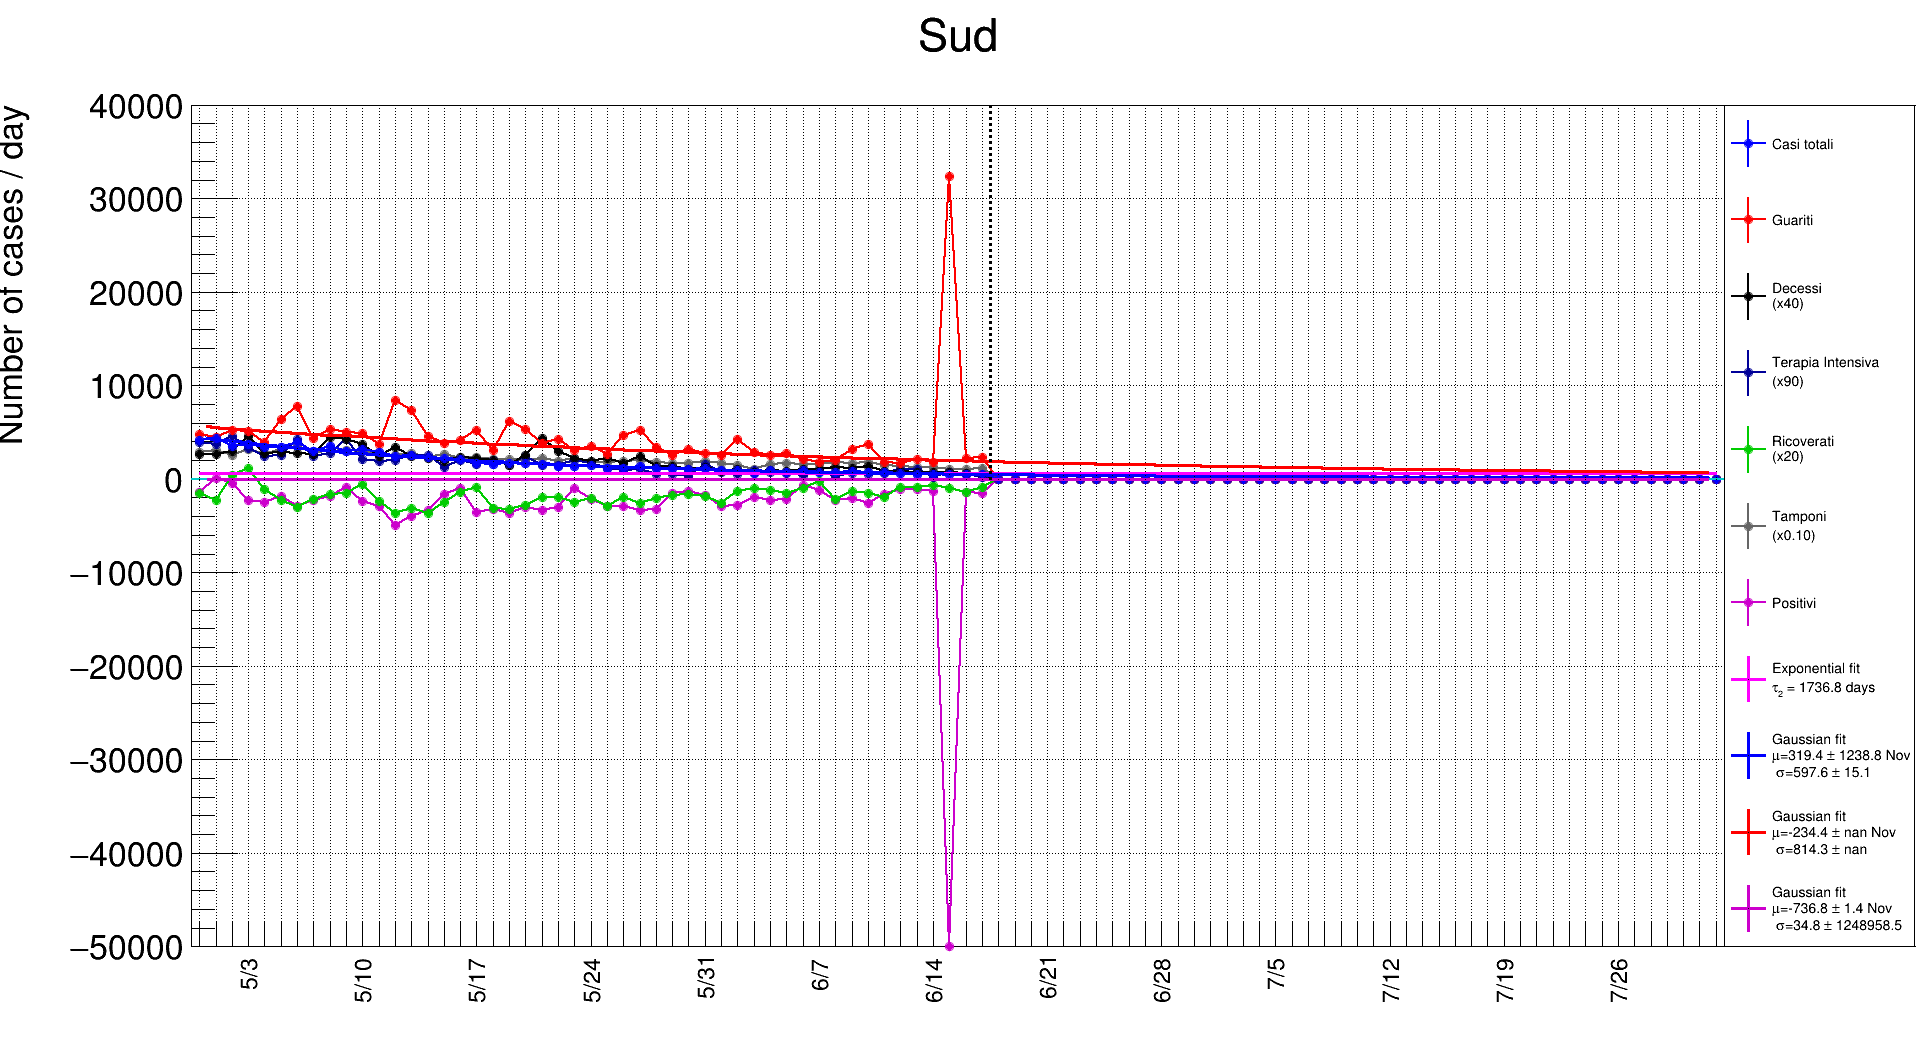 Sud
Number of cases / day
40000
30000
20000
10000
0
−10000
−20000
−30000
−40000
−50000
5/3
5/10
5/17
5/24
5/31
6/7
6/14
6/21
6/28
7/5
7/12
7/19
7/26
Casi totali
Guariti
Decessi
(x40)
Terapia Intensiva
(x90)
Ricoverati
(x20)
Tamponi
(x0.10)
Positivi
Exponential fit
τ2 = 1736.8 days
Gaussian fit
μ=319.4 ± 1238.8 Nov
σ=597.6 ± 15.1
Gaussian fit
μ=-234.4 ± nan Nov
σ=814.3 ± nan
Gaussian fit
μ=-736.8 ± 1.4 Nov
σ=34.8 ± 1248958.5